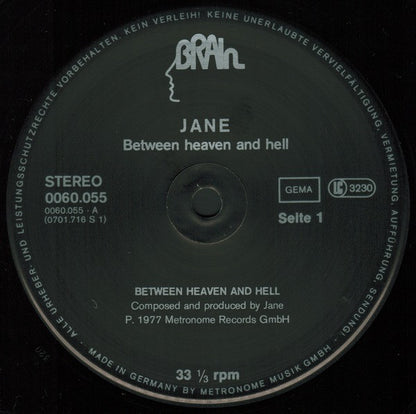 BRAIN
JANE
Between heaven and hell
STEREO
0060.055
0060.055 - A
(0701.716 S 1)
GEMA
LC 3230
Seite 1
BETWEEN HEAVEN AND HELL
Composed and produced by Jane
P. 1977 Metronome Records GmbH
33 1/3 rpm
ALLE URHEBER- UND LEISTUNGSSCHUTZRECHTE VORBEHALTEN. KEIN VERLEIH! KEINE UNERLAUBTE VERVIELFÄLTIGUNG, VERMIETUNG, AUFFÜHRUNG, SENDUNG!
MADE IN GERMANY BY METRONOME MUSIK GMBH